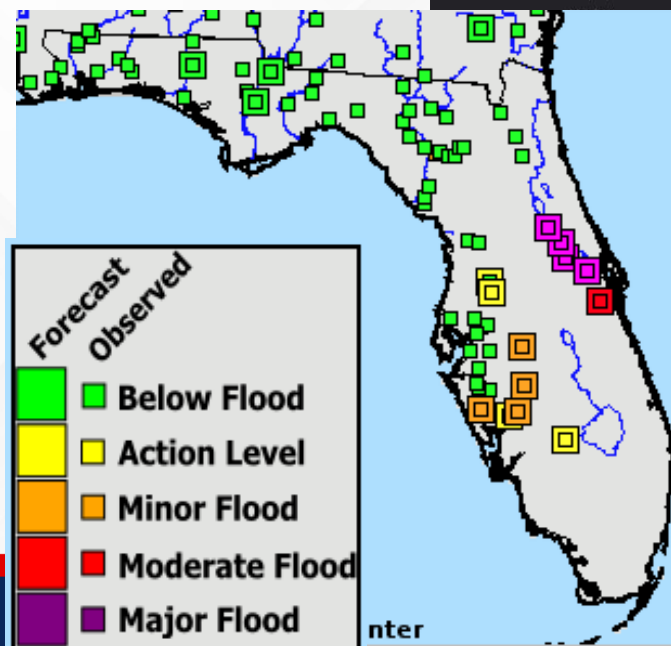 Forecast
Observed
Below Flood
Action Level
Minor Flood
Moderate Flood
Major Flood
nter